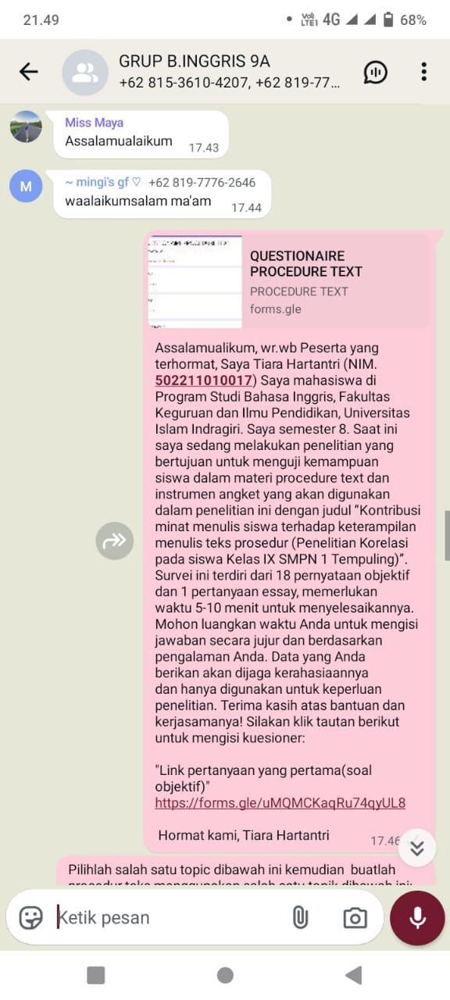 21.49
4G 68%
GRUP B.INGGRIS 9A
+62 815-3610-4207, +62 819-77...
Miss Maya
Assalamualaikum
17.43
M
~ mingi's gf ♡ +62 819-7776-2646
waalaikumsalam ma'am
17.44
QUESTIONAIRE
PROCEDURE TEXT
PROCEDURE TEXT
forms.gle
Assalamualikum, wr.wb Peserta yang
terhormat, Saya Tiara Hartantri (NIM.
502211010017) Saya mahasiswa di
Program Studi Bahasa Inggris, Fakultas
Keguruan dan Ilmu Pendidikan, Universitas
Islam Indragiri. Saya semester 8. Saat ini
saya sedang melakukan penelitian yang
bertujuan untuk menguji kemampuan
siswa dalam materi procedure text dan
instrumen angket yang akan digunakan
dalam penelitian ini dengan judul “Kontribusi
minat menulis siswa terhadap keterampilan
menulis teks prosedur (Penelitian Korelasi
pada siswa Kelas IX SMPN 1 Tempuling)”.
Survei ini terdiri dari 18 pernyataan objektif
dan 1 pertanyaan essay, memerlukan
waktu 5-10 menit untuk menyelesaikannya.
Mohon luangkan waktu Anda untuk mengisi
jawaban secara jujur dan berdasarkan
pengalaman Anda. Data yang Anda
berikan akan dijaga kerahasiaannya
dan hanya digunakan untuk keperluan
penelitian. Terima kasih atas bantuan dan
kerjasamanya! Silakan klik tautan berikut
untuk mengisi kuesioner:
"Link pertanyaan yang pertama(soal
objektif)"
https://forms.gle/uMQMCKaqRu74qyUL8
Hormat kami, Tiara Hartantri
17.46
Pilihlah salah satu topic dibawah ini kemudian buatlah
Ketik pesan